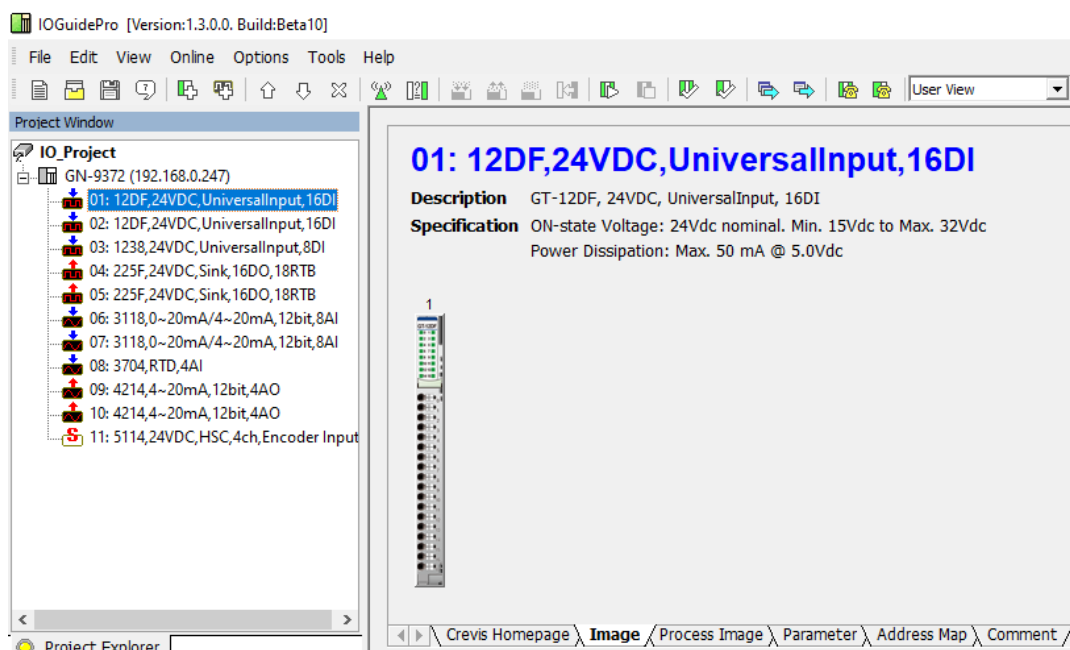 IOGuidePro [Version:1.3.0.0. Build:Beta10]
File Edit View Online Options Tools Help
User View
Project Window
IO_Project
GN-9372 (192.168.0.247)
01: 12DF,24VDC,UniversalInput,16DI
02: 12DF,24VDC,UniversalInput,16DI
03: 1238,24VDC,UniversalInput,8DI
04: 225F,24VDC,Sink,16DO,18RTB
05: 225F,24VDC,Sink,16DO,18RTB
06: 3118,0~20mA/4~20mA,12bit,8AI
07: 3118,0~20mA/4~20mA,12bit,8AI
08: 3704,RTD,4AI
09: 4214,4~20mA,12bit,4AO
10: 4214,4~20mA,12bit,4AO
11: 5114,24VDC,HSC,4ch,Encoder Input
Project Explorer
01: 12DF,24VDC,UniversalInput,16DI
Description GT-12DF, 24VDC, UniversalInput, 16DI
Specification ON-state Voltage: 24Vdc nominal. Min. 15Vdc to Max. 32Vdc
Power Dissipation: Max. 50 mA @ 5.0Vdc
1
GT-12DF
Crevis Homepage Image Process Image Parameter Address Map Comment